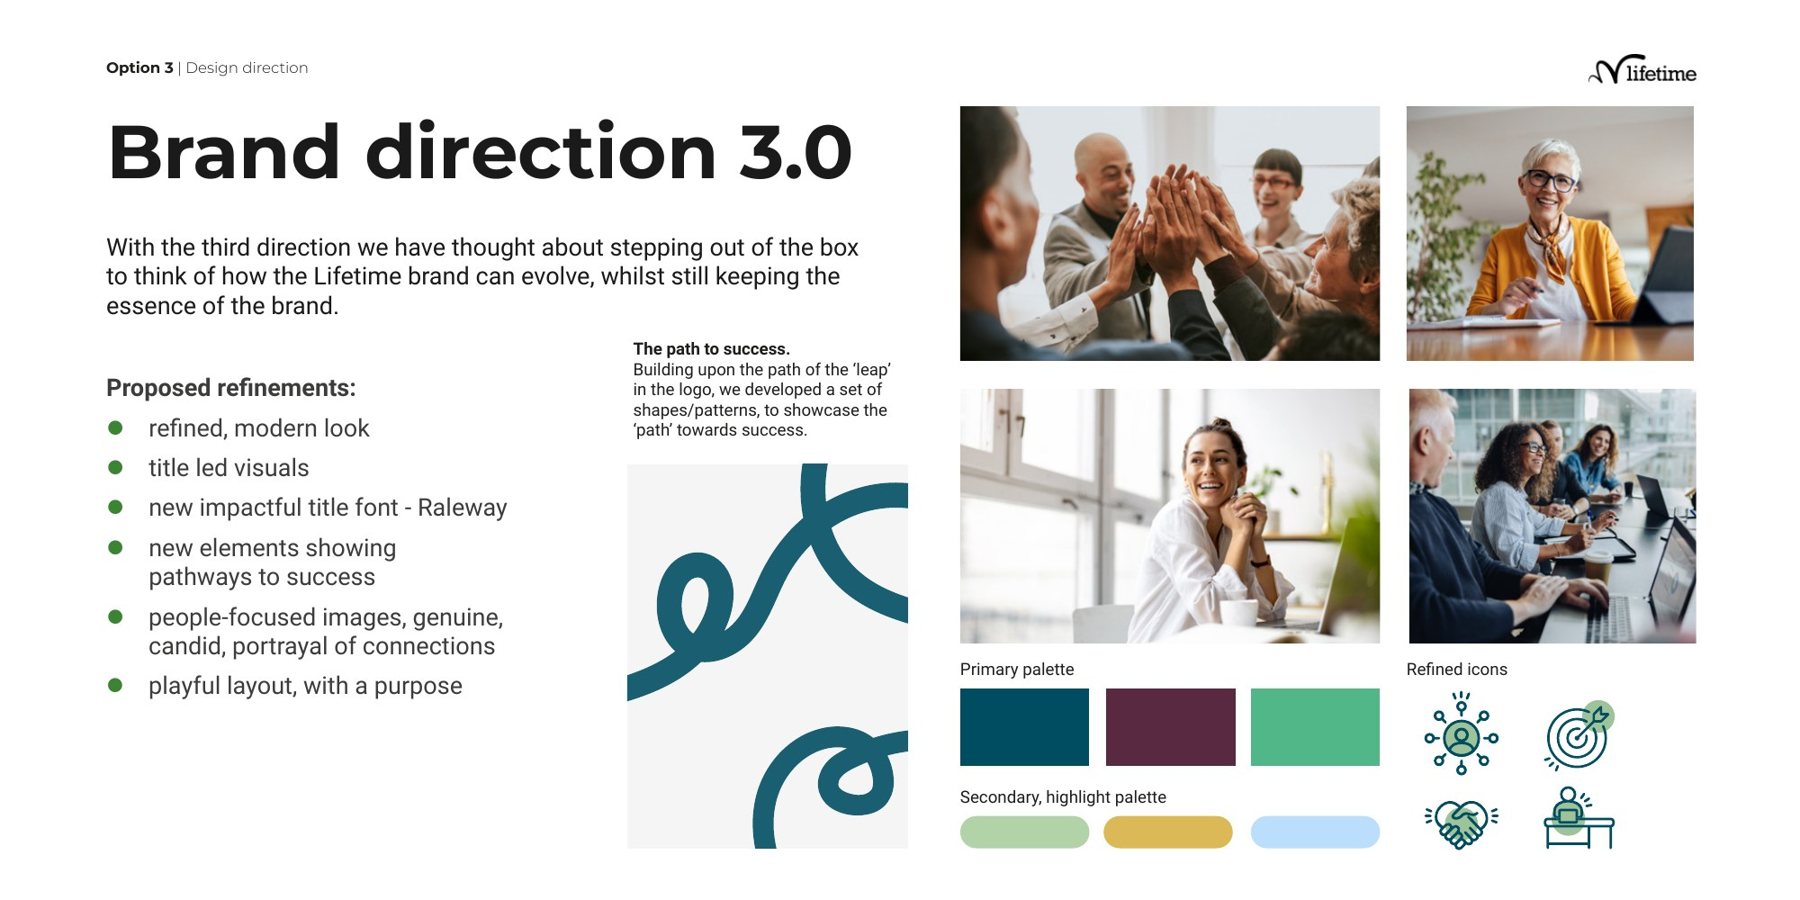 Option 3 | Design direction
lifetime
Brand direction 3.0
With the third direction we have thought about stepping out of the box
to think of how the Lifetime brand can evolve, whilst still keeping the
essence of the brand.
Proposed refinements:
refined, modern look
title led visuals
new impactful title font - Raleway
new elements showing
pathways to success
people-focused images, genuine,
candid, portrayal of connections
playful layout, with a purpose
The path to success.
Building upon the path of the ‘leap’
in the logo, we developed a set of
shapes/patterns, to showcase the
‘path’ towards success.
Primary palette
Secondary, highlight palette
Refined icons